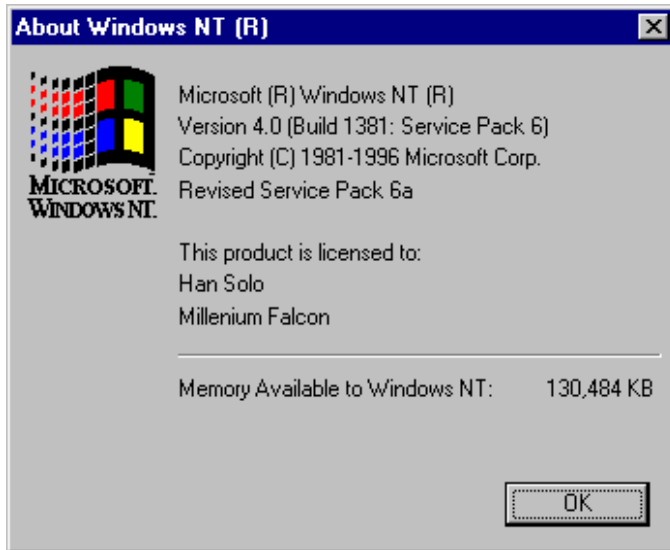 About Windows NT (R)
Microsoft (R) Windows NT (R)
Version 4.0 (Build 1381: Service Pack 6)
Copyright (C) 1981-1996 Microsoft Corp.
Revised Service Pack 6a
MICROSOFT.
WINDOWS NT.
This product is licensed to:
Han Solo
Millenium Falcon
Memory Available to Windows NT: 130,484 KB
OK